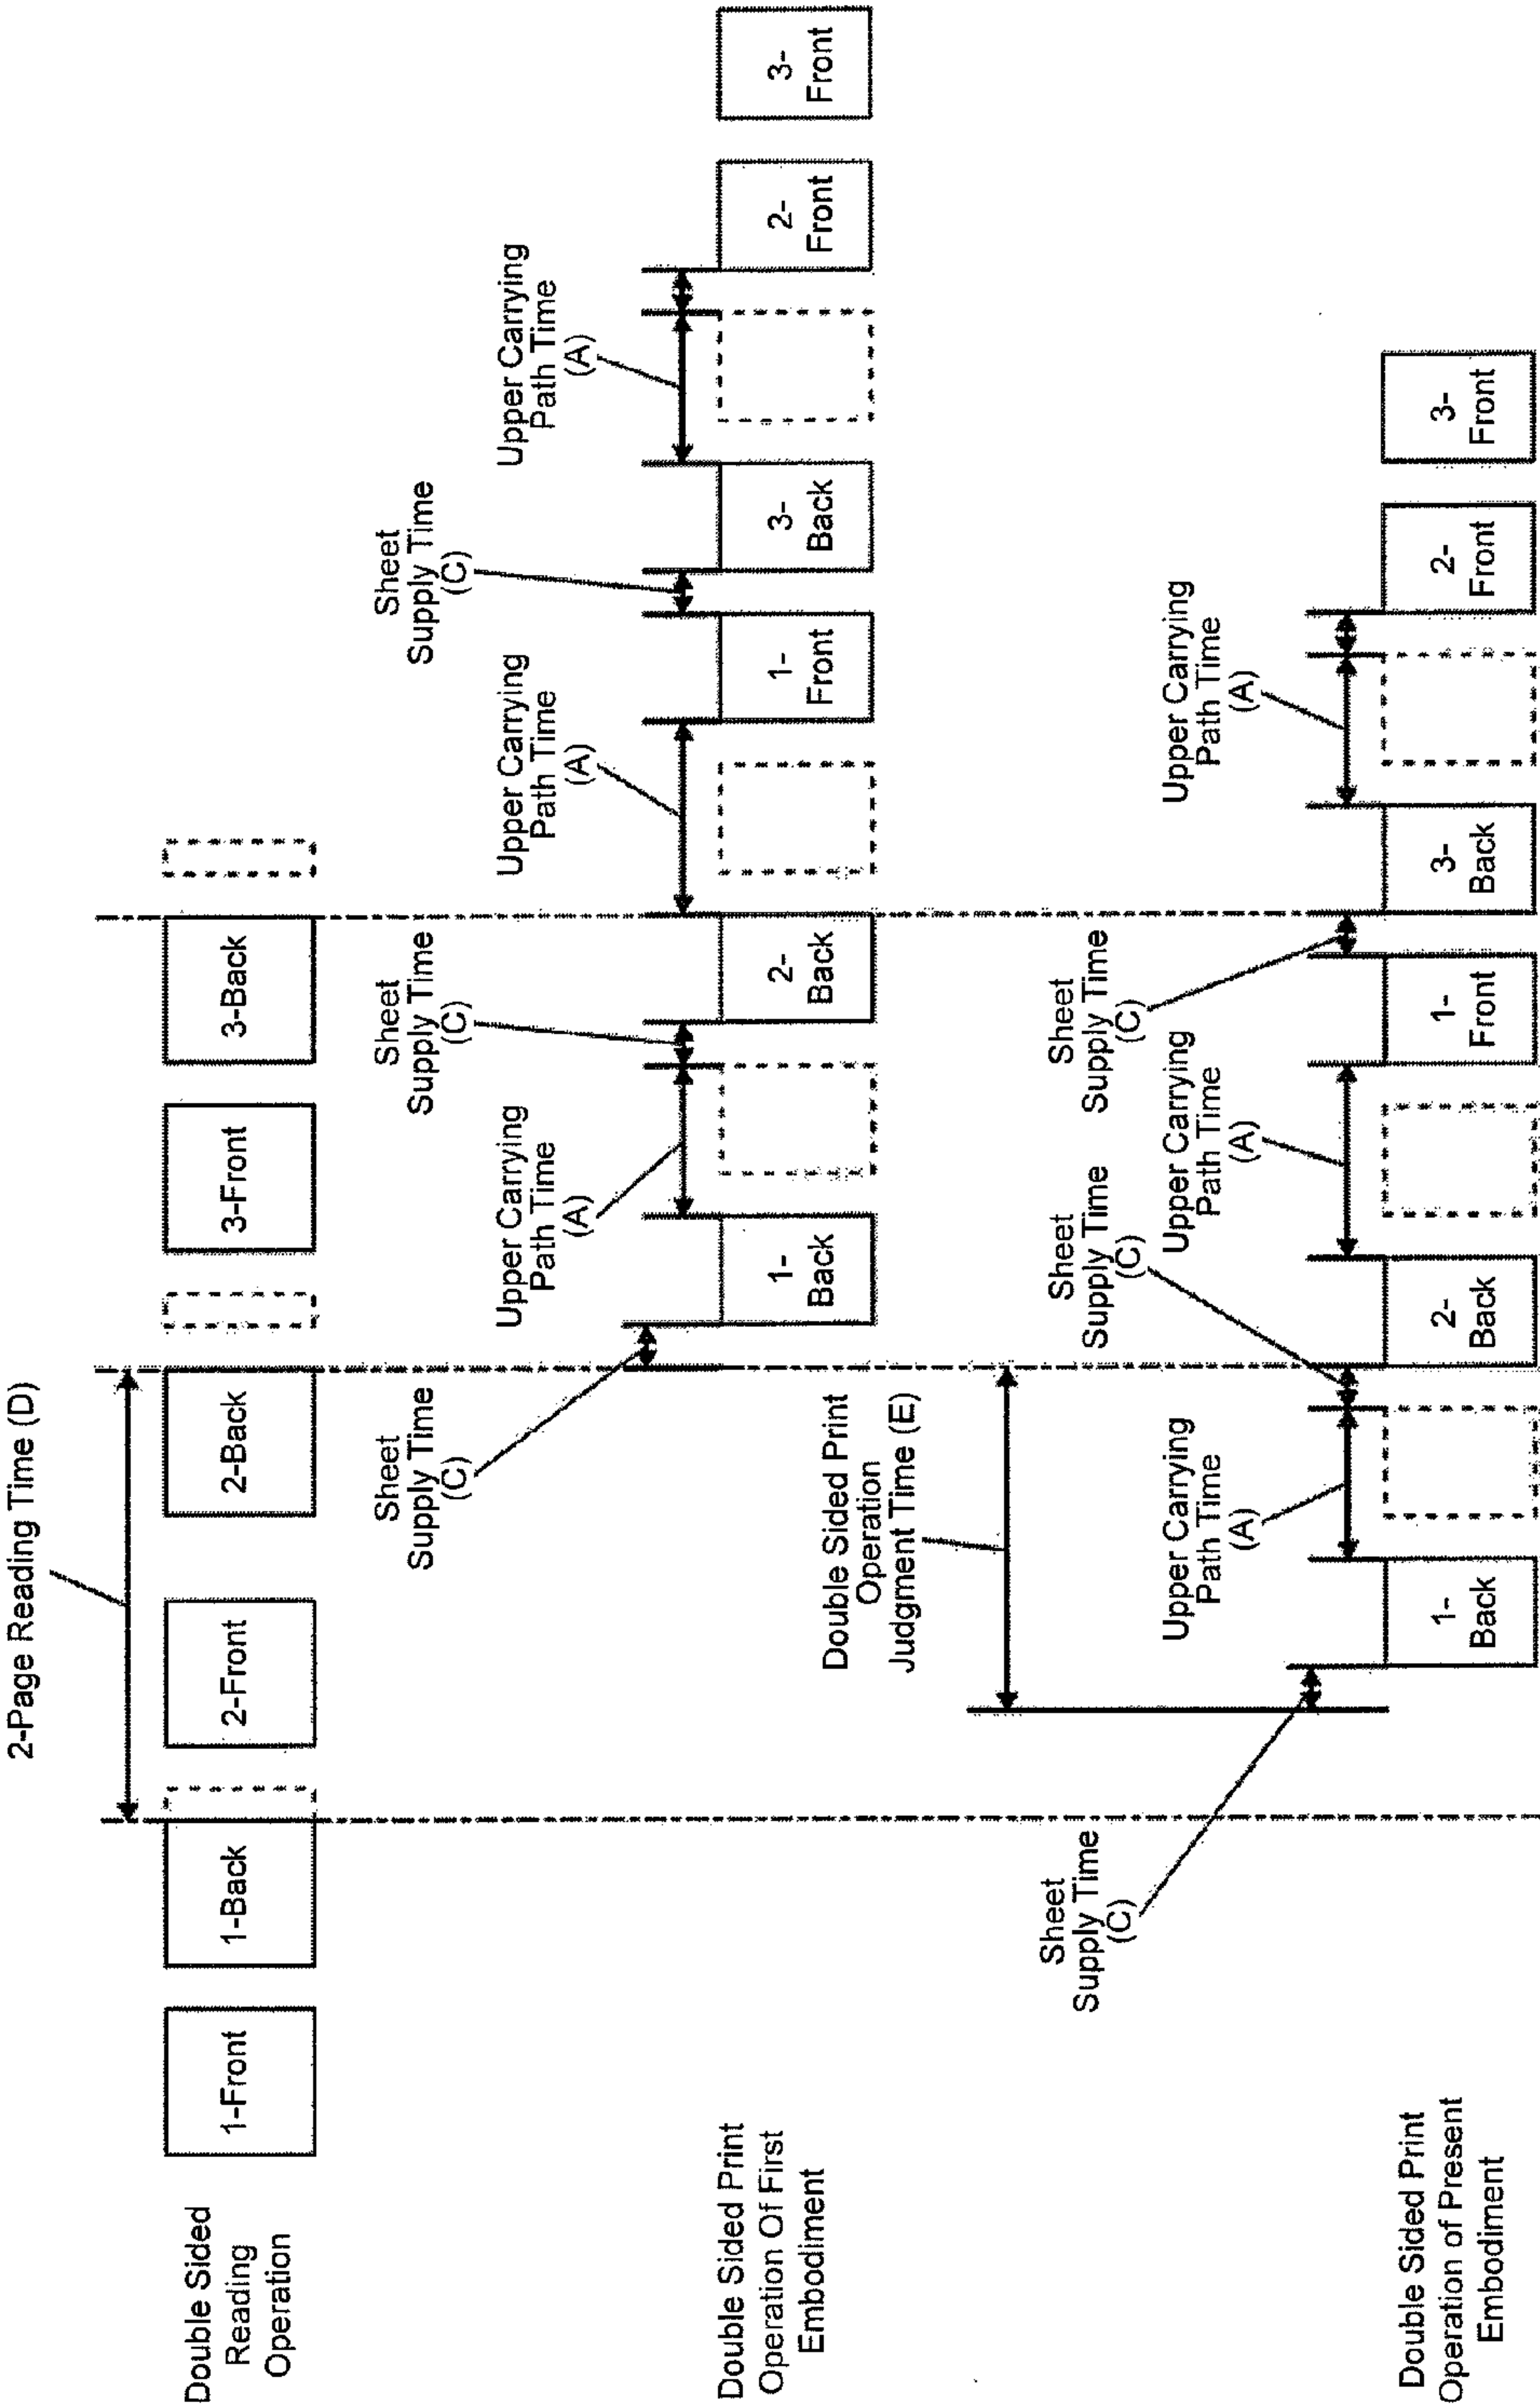 2-Page Reading Time (D)
Double Sided
Reading
Operation
1-Front
1-Back
2-Front
2-Back
3-Front
3-Back
Double Sided Print
Operation Of First
Embodiment
Sheet
Supply Time
(C)
Upper Carrying
Path Time
(A)
Sheet
Supply Time
(C)
Upper Carrying
Path Time
(A)
Sheet
Supply Time
(C)
Upper Carrying
Path Time
(A)
1-
Back
2-
Back
1-
Front
3-
Back
2-
Front
3-
Front
Double Sided Print
Operation
Judgment Time (E)
Double Sided Print
Operation of Present
Embodiment
Sheet
Supply Time
(C)
Upper Carrying
Path Time
(A)
Sheet
Supply Time
(C)
Upper Carrying
Path Time
(A)
Sheet
Supply Time
(C)
Upper Carrying
Path Time
(A)
1-
Back
2-
Back
1-
Front
3-
Back
2-
Front
3-
Front